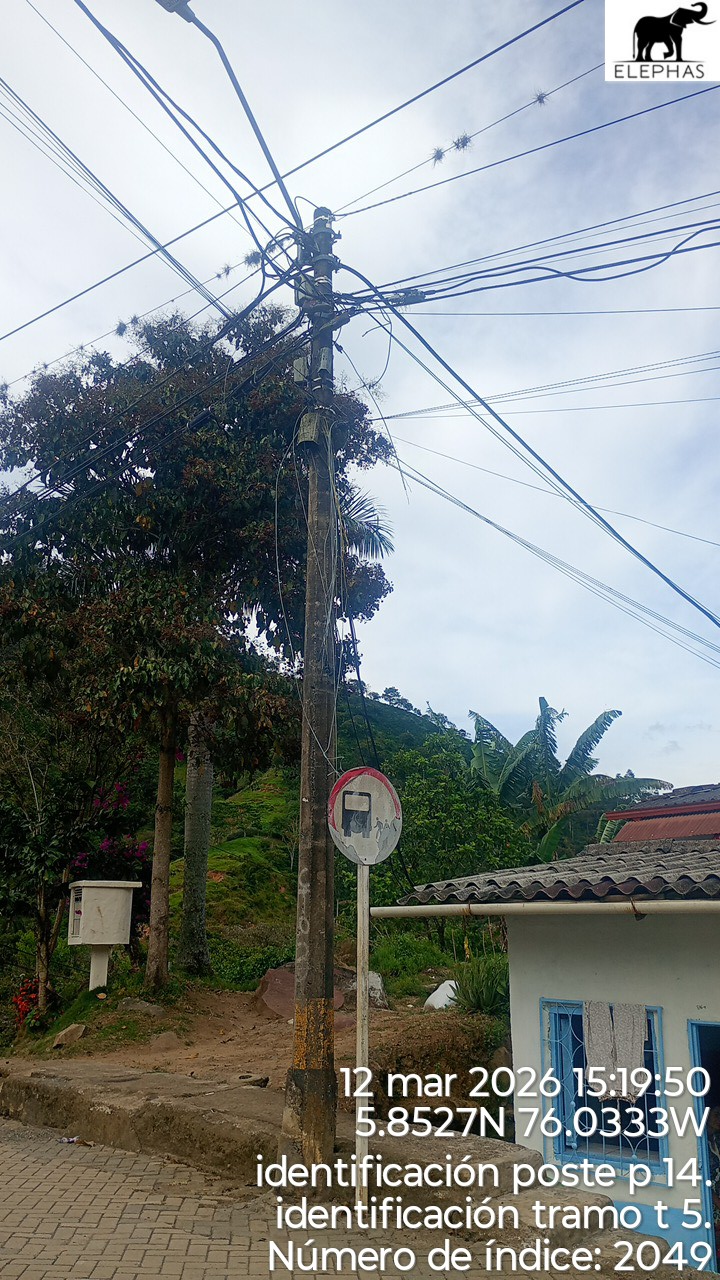 ELEPHAS
12 mar 2026 15:19:50
5.8527N 76.0333W
identificación poste p 14.
identificación tramo t 5.
Número de índice: 2049